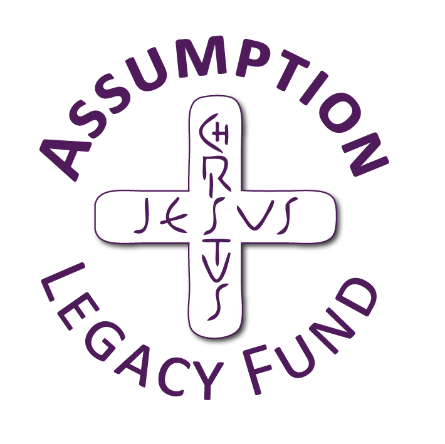 ASSUMPTION
CHRISTVS
JESVS
LEGACY FUND